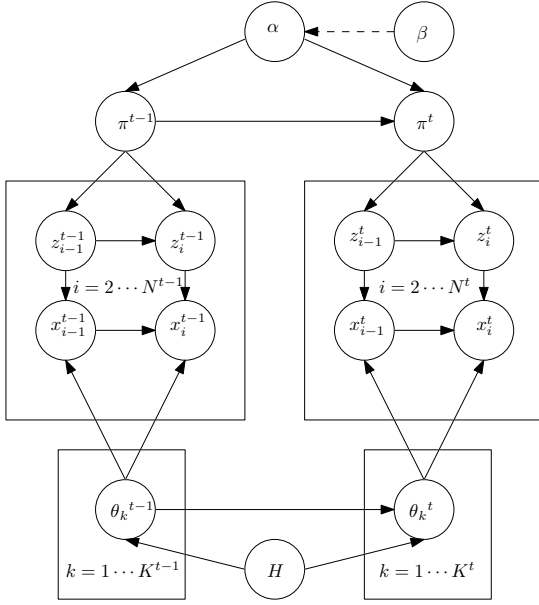 α β
π^{t-1} π^t
z_{i-1}^{t-1} z_i^{t-1} z_{i-1}^t z_i^t
i = 2 ⋯ N^{t-1} i = 2 ⋯ N^t
x_{i-1}^{t-1} x_i^{t-1} x_{i-1}^t x_i^t
θ_k^{t-1} θ_k^t
k = 1 ⋯ K^{t-1} H k = 1 ⋯ K^t